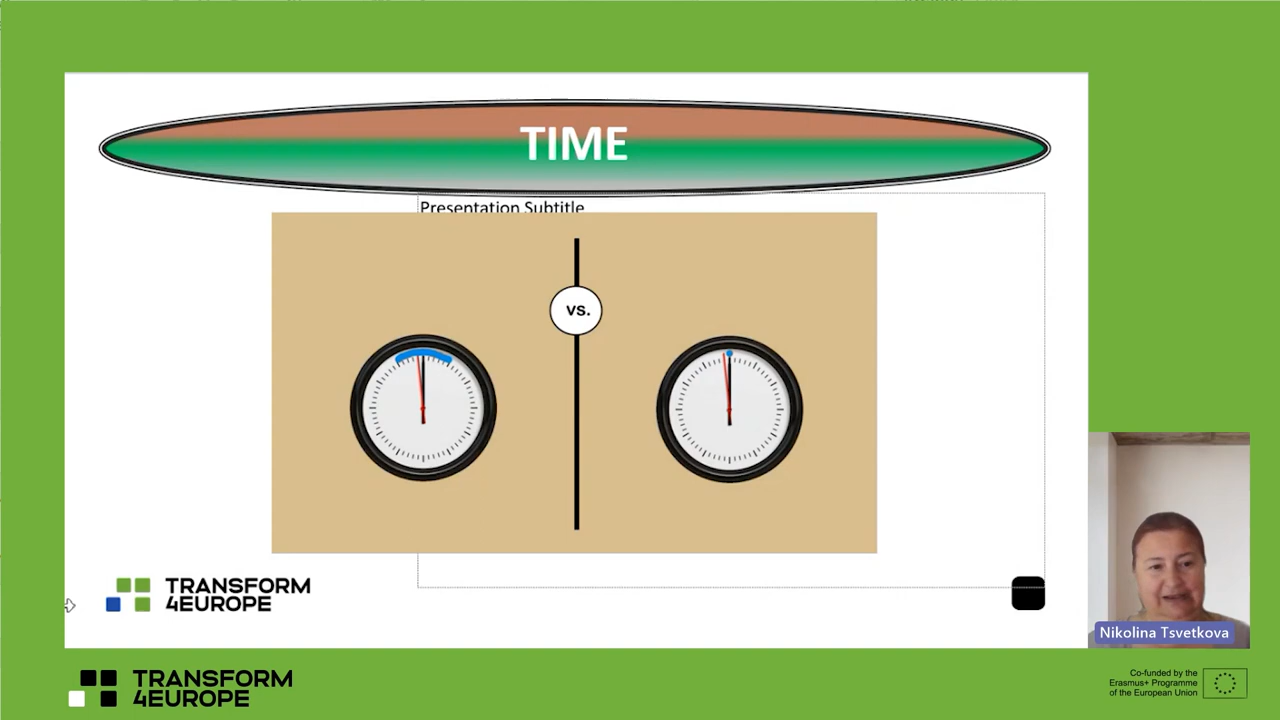 TIME
Presentation Subtitle
vs.
TRANSFORM
4EUROPE
Nikolina Tsvetkova
TRANSFORM
4EUROPE
Co-funded by the
Erasmus+ Programme
of the European Union